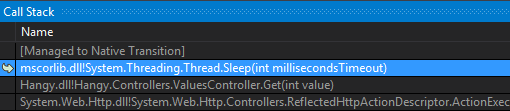 Call Stack
Name
[Managed to Native Transition]
mscorlib.dll!System.Threading.Thread.Sleep(int millisecondsTimeout)
Hangy.dll!Hangy.Controllers.ValuesController.Get(int value)
System.Web.Http.dll!System.Web.Http.Controllers.ReflectedHttpActionDescriptor.ActionExec